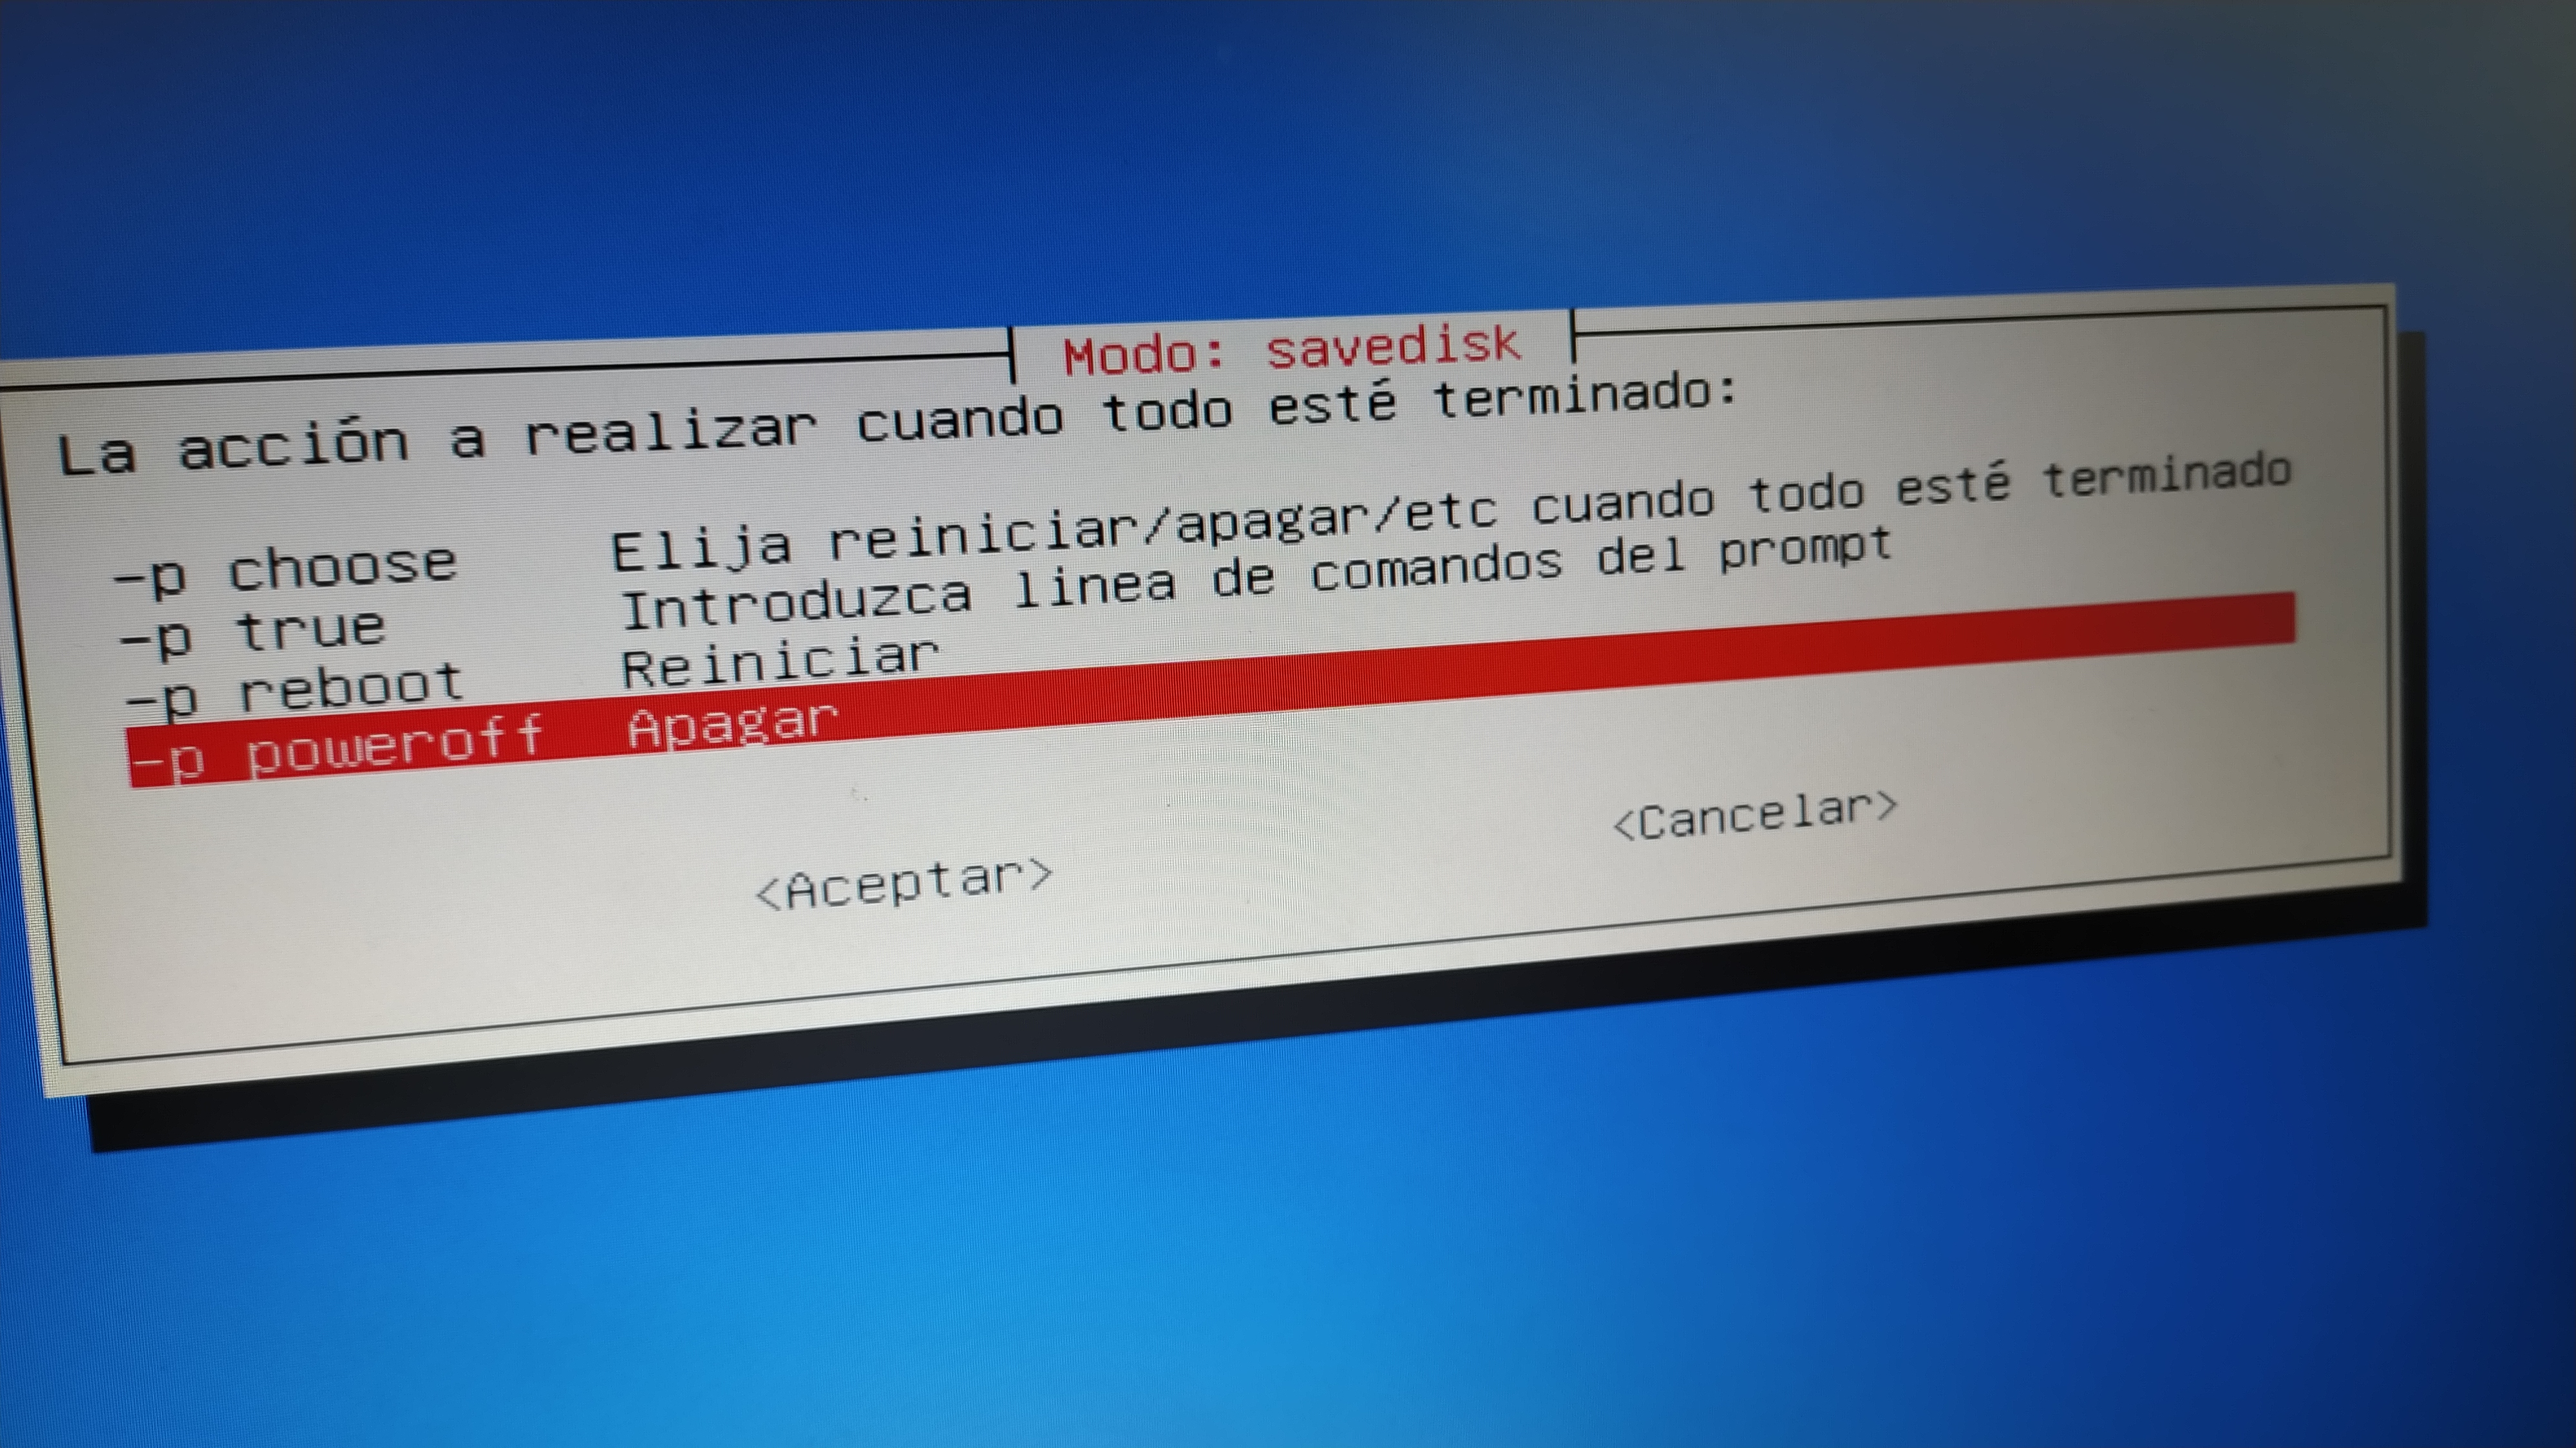 Modo: savedisk
La acción a realizar cuando todo esté terminado:
-p choose Elija reiniciar/apagar/etc cuando todo esté terminado
-p true Introduzca linea de comandos del prompt
-p reboot Reiniciar
-p poweroff Apagar
<Aceptar> <Cancelar>